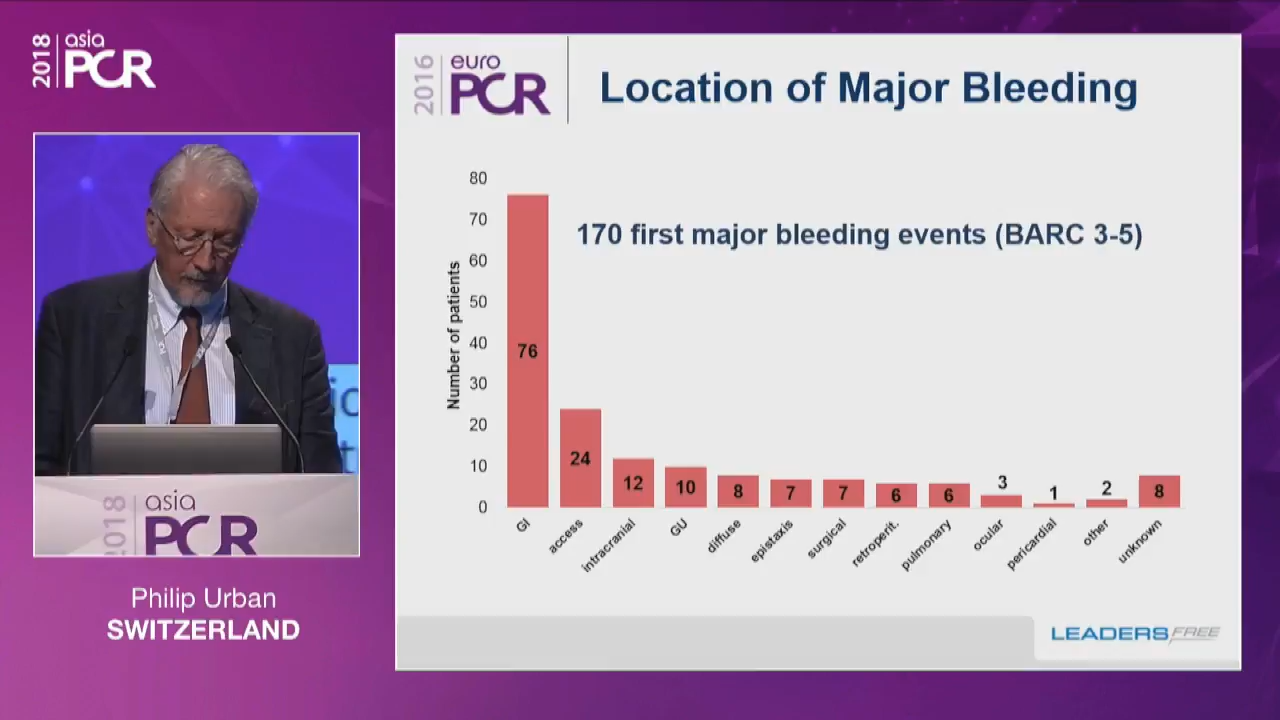 2018
asia
PCR
2016
euro
PCR
Location of Major Bleeding
170 first major bleeding events (BARC 3-5)
Number of patients
80
70
60
50
40
30
20
10
0
76
24
12
10
8
7
7
6
6
3
1
2
8
GI
access
intracranial
GU
diffuse
epistaxis
surgical
retroperit.
pulmonary
ocular
pericardial
other
unknown
LEADERS FREE
2018
asia
PCR
Philip Urban
SWITZERLAND